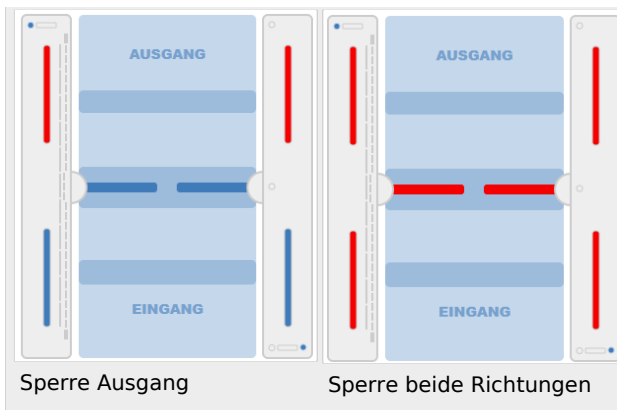 AUSGANG
EINGANG
Sperre Ausgang
AUSGANG
EINGANG
Sperre beide Richtungen